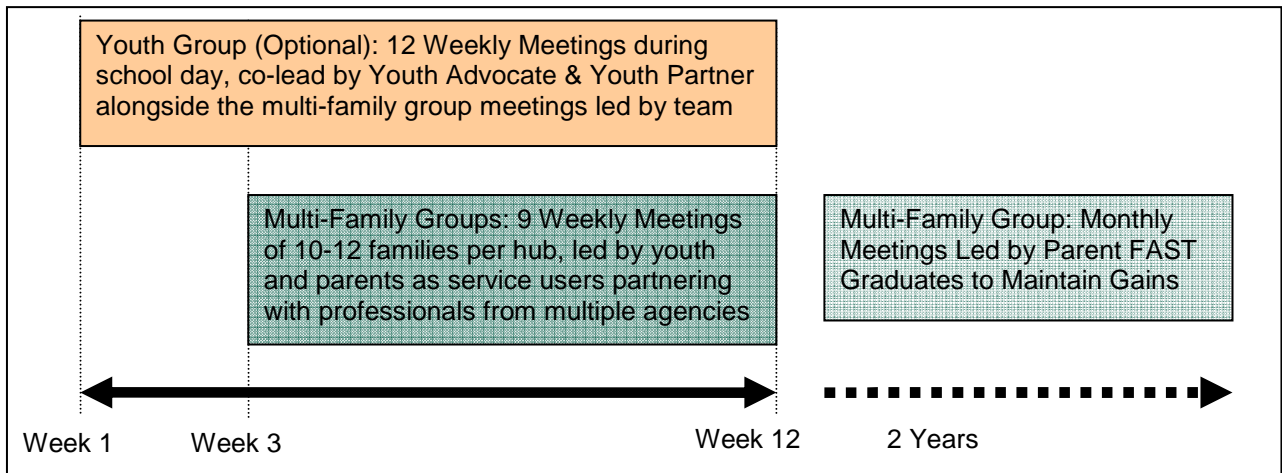 Youth Group (Optional): 12 Weekly Meetings during
school day, co-lead by Youth Advocate & Youth Partner
alongside the multi-family group meetings led by team
Multi-Family Groups: 9 Weekly Meetings
of 10-12 families per hub, led by youth
and parents as service users partnering
with professionals from multiple agencies
Multi-Family Group: Monthly
Meetings Led by Parent FAST
Graduates to Maintain Gains
Week 1
Week 3
Week 12
2 Years